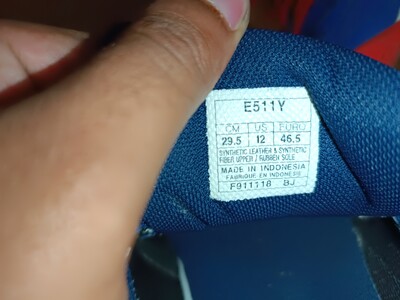 E511Y
CM US EURO
29.5 12 46.5
SYNTHETIC LEATHER & SYNTHETIC
FIBER UPPER / RUBBER SOLE
MADE IN INDONESIA
FABRIQUE EN INDONESIE
F911118 BJ